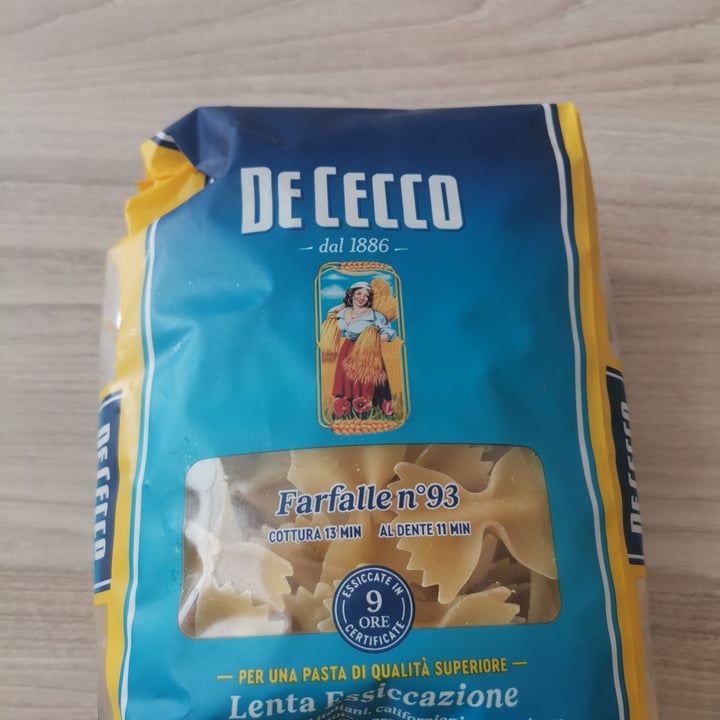 DE CECCO
dal 1886
Farfalle n°93
COTTURA 13 MIN AL DENTE 11 MIN
ESSICCATE IN
9
ORE
CERTIFICATE
PER UNA PASTA DI QUALITÀ SUPERIORE
Lenta Essiccazione
DE CECCO
DE CECCO